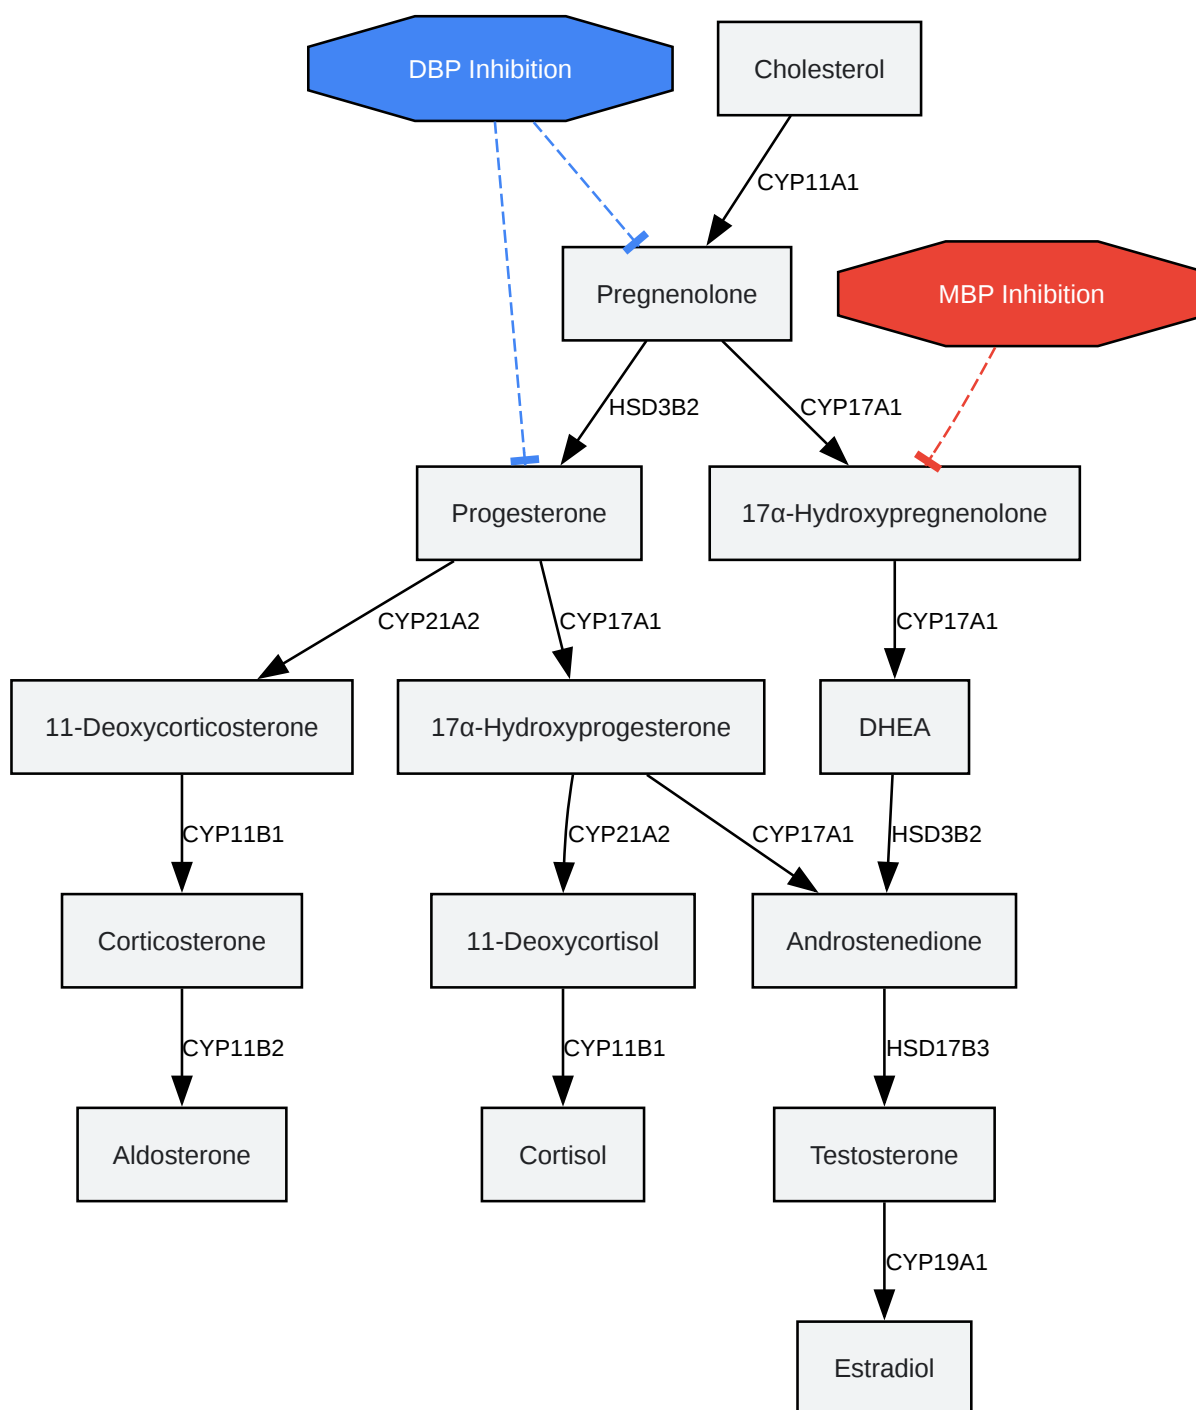 DBP Inhibition
Cholesterol
CYP11A1
Pregnenolone
MBP Inhibition
HSD3B2
CYP17A1
Progesterone
17α-Hydroxypregnenolone
CYP21A2
CYP17A1
CYP17A1
11-Deoxycorticosterone
17α-Hydroxyprogesterone
DHEA
CYP11B1
CYP21A2
CYP17A1
HSD3B2
Corticosterone
11-Deoxycortisol
Androstenedione
CYP11B2
CYP11B1
HSD17B3
Aldosterone
Cortisol
Testosterone
CYP19A1
Estradiol